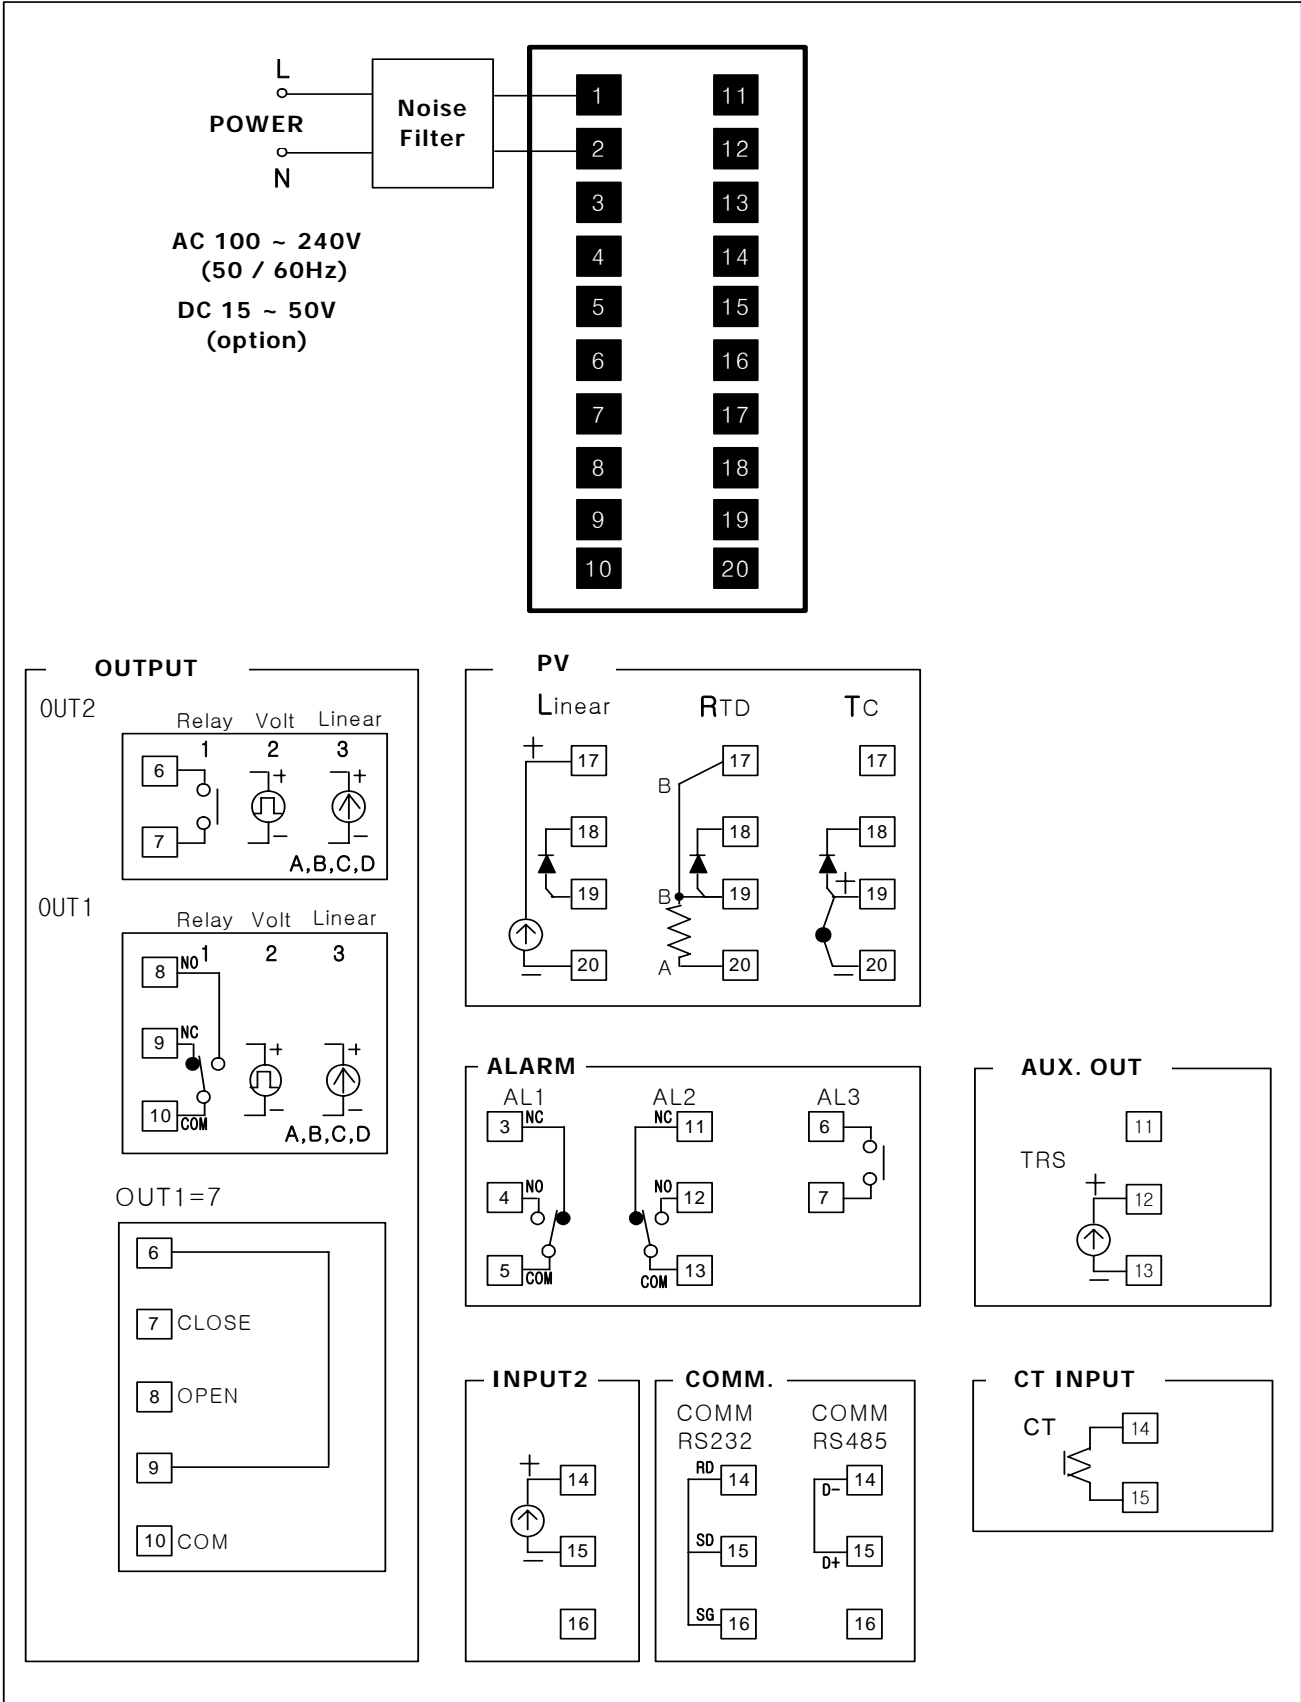 L
POWER
N
Noise
Filter
AC 100 ~ 240V
(50 / 60Hz)
DC 15 ~ 50V
(option)
1 11
2 12
3 13
4 14
5 15
6 16
7 17
8 18
9 19
10 20
OUTPUT
OUT2
Relay Volt Linear
1 2 3
6
+ +
7
− −
A,B,C,D
OUT1
Relay Volt Linear
1 2 3
8 NO
9 NC
+ +
10 COM
− −
A,B,C,D
OUT1=7
6
7 CLOSE
8 OPEN
9
10 COM
PV
Linear RTD TC
+ 17 B 17 17
18 18 18
19 B 19 + 19
− 20 A 20 − 20
ALARM
AL1 AL2 AL3
3 NC NC 11 6
4 NO NO 12 7
5 COM COM 13
AUX. OUT
11
TRS
+ 12
− 13
INPUT2
+ 14
− 15
16
COMM.
COMM COMM
RS232 RS485
RD 14 D− 14
SD 15 D+ 15
SG 16 16
CT INPUT
CT 14
15